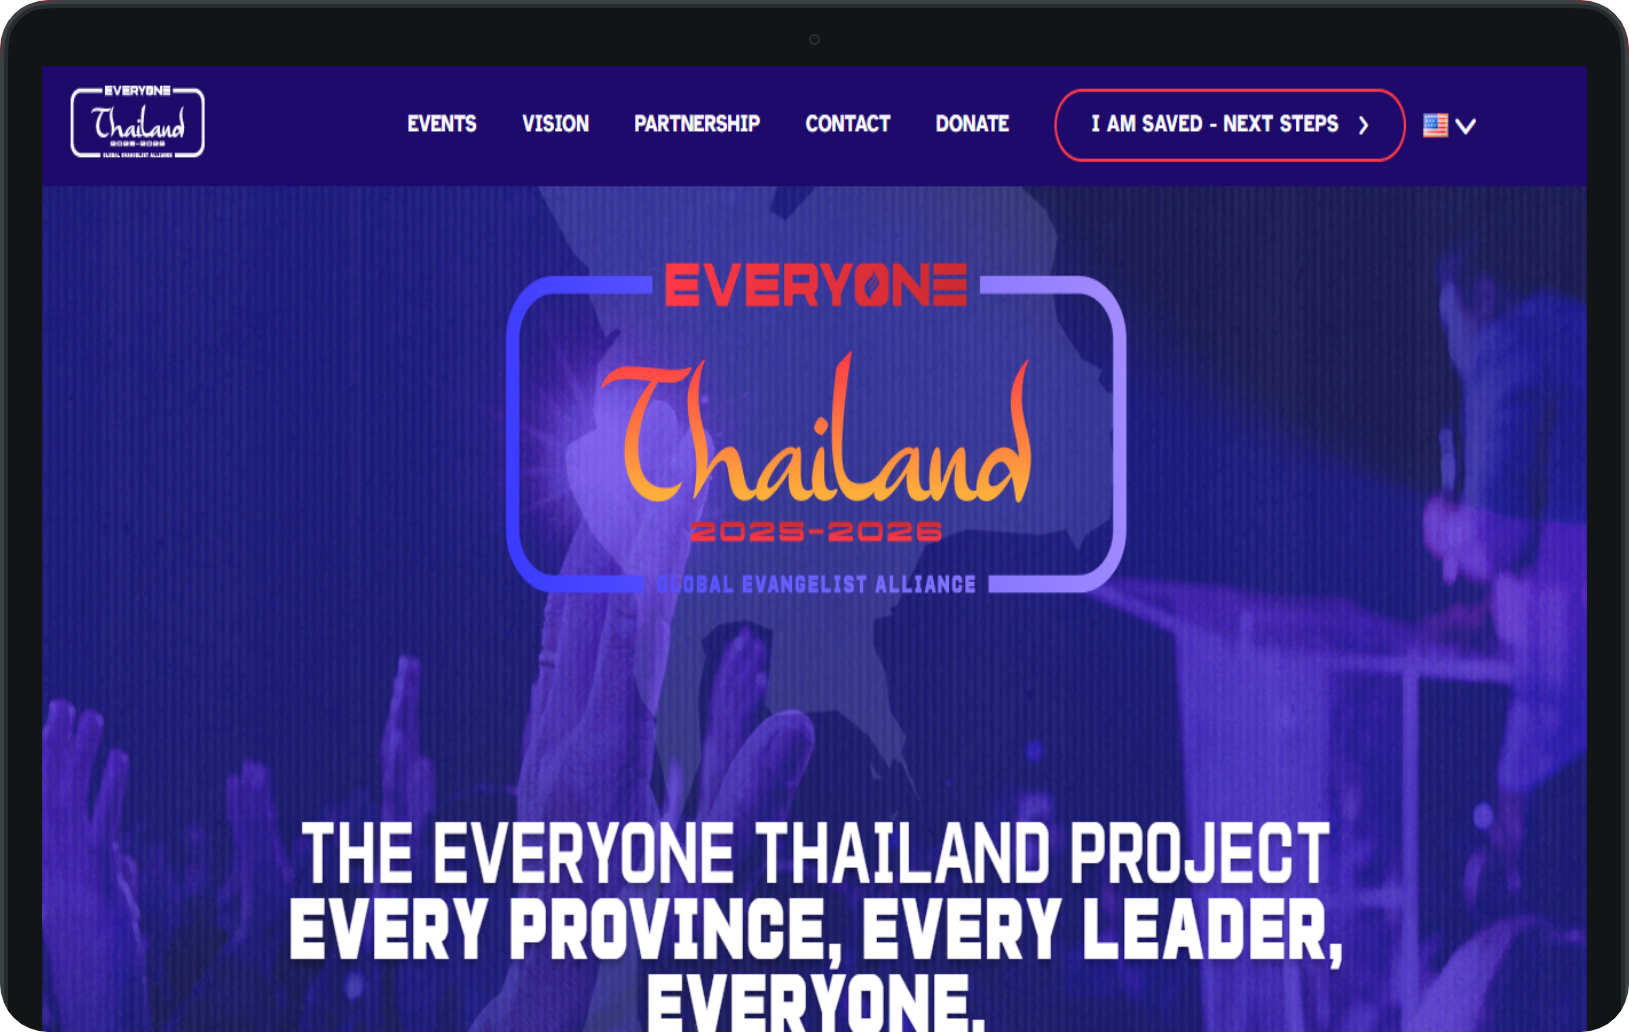 EVERYONE
Thailand
2025-2026
GLOBAL EVANGELIST ALLIANCE
EVENTS
VISION
PARTNERSHIP
CONTACT
DONATE
I AM SAVED - NEXT STEPS
EVERYONE
Thailand
2025-2026
GLOBAL EVANGELIST ALLIANCE
THE EVERYONE THAILAND PROJECT
EVERY PROVINCE, EVERY LEADER,
EVERYONE.